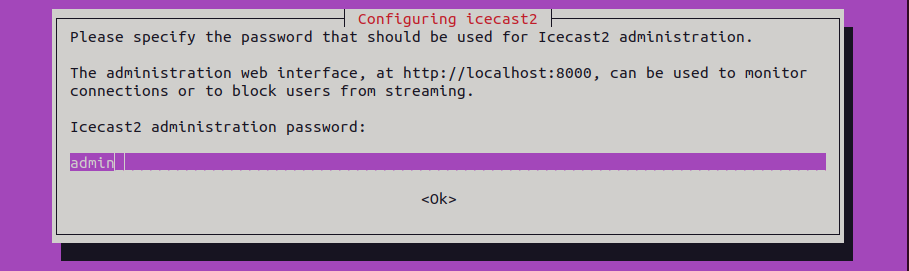 Configuring icecast2
Please specify the password that should be used for Icecast2 administration.
The administration web interface, at http://localhost:8000, can be used to monitor
connections or to block users from streaming.
Icecast2 administration password:
admin
<Ok>